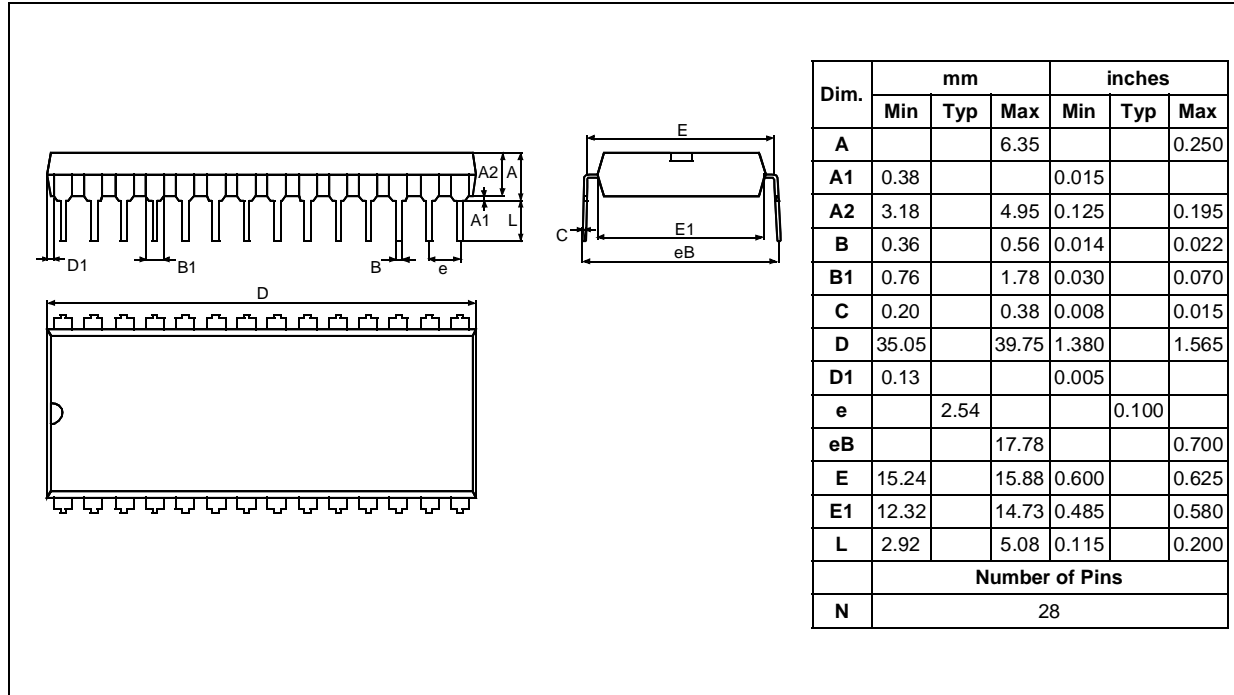 E
A2 A
A1 L
C
E1
eB
D1 B1 B e
D
Dim. mm inches
Min Typ Max Min Typ Max
A 6.35 0.250
A1 0.38 0.015
A2 3.18 4.95 0.125 0.195
B 0.36 0.56 0.014 0.022
B1 0.76 1.78 0.030 0.070
C 0.20 0.38 0.008 0.015
D 35.05 39.75 1.380 1.565
D1 0.13 0.005
e 2.54 0.100
eB 17.78 0.700
E 15.24 15.88 0.600 0.625
E1 12.32 14.73 0.485 0.580
L 2.92 5.08 0.115 0.200
Number of Pins
N 28